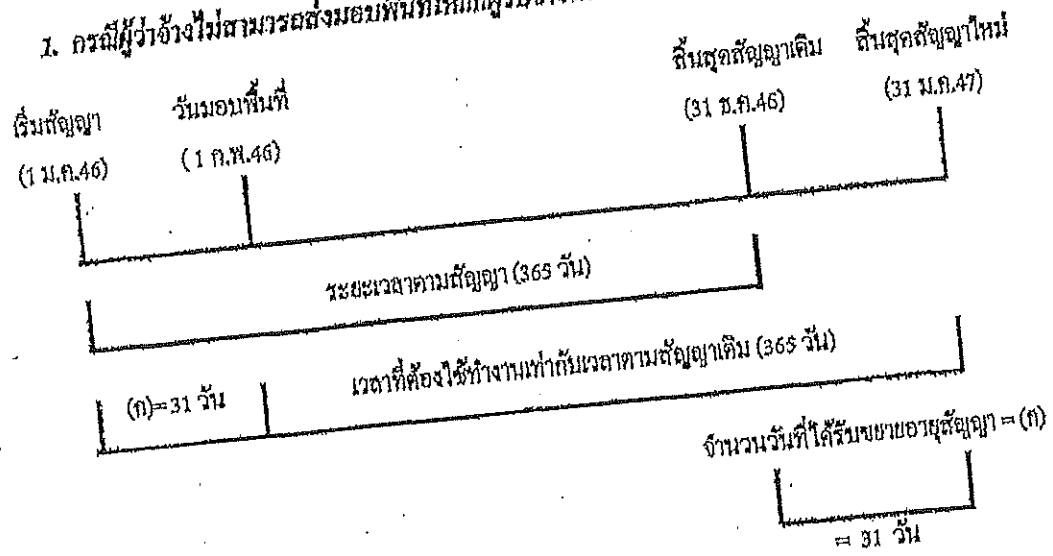 1. กรณีผู้ว่าจ้างไม่สามารถส่งมอบพื้นที่
สิ้นสุดสัญญาเดิม สิ้นสุดสัญญาใหม่
(31 ธ.ค.46) (31 ม.ค.47)
เริ่มสัญญา วันมอบพื้นที่
(1 ม.ค.46) (1 ก.พ.46)
ระยะเวลาตามสัญญา (365 วัน)
(ก)=31 วัน เวลาที่ต้องใช้ทำงานเท่ากับเวลาตามสัญญาเดิม (365 วัน)
จำนวนวันที่ได้รับขยายอายุสัญญา = (ก)
= 31 วัน